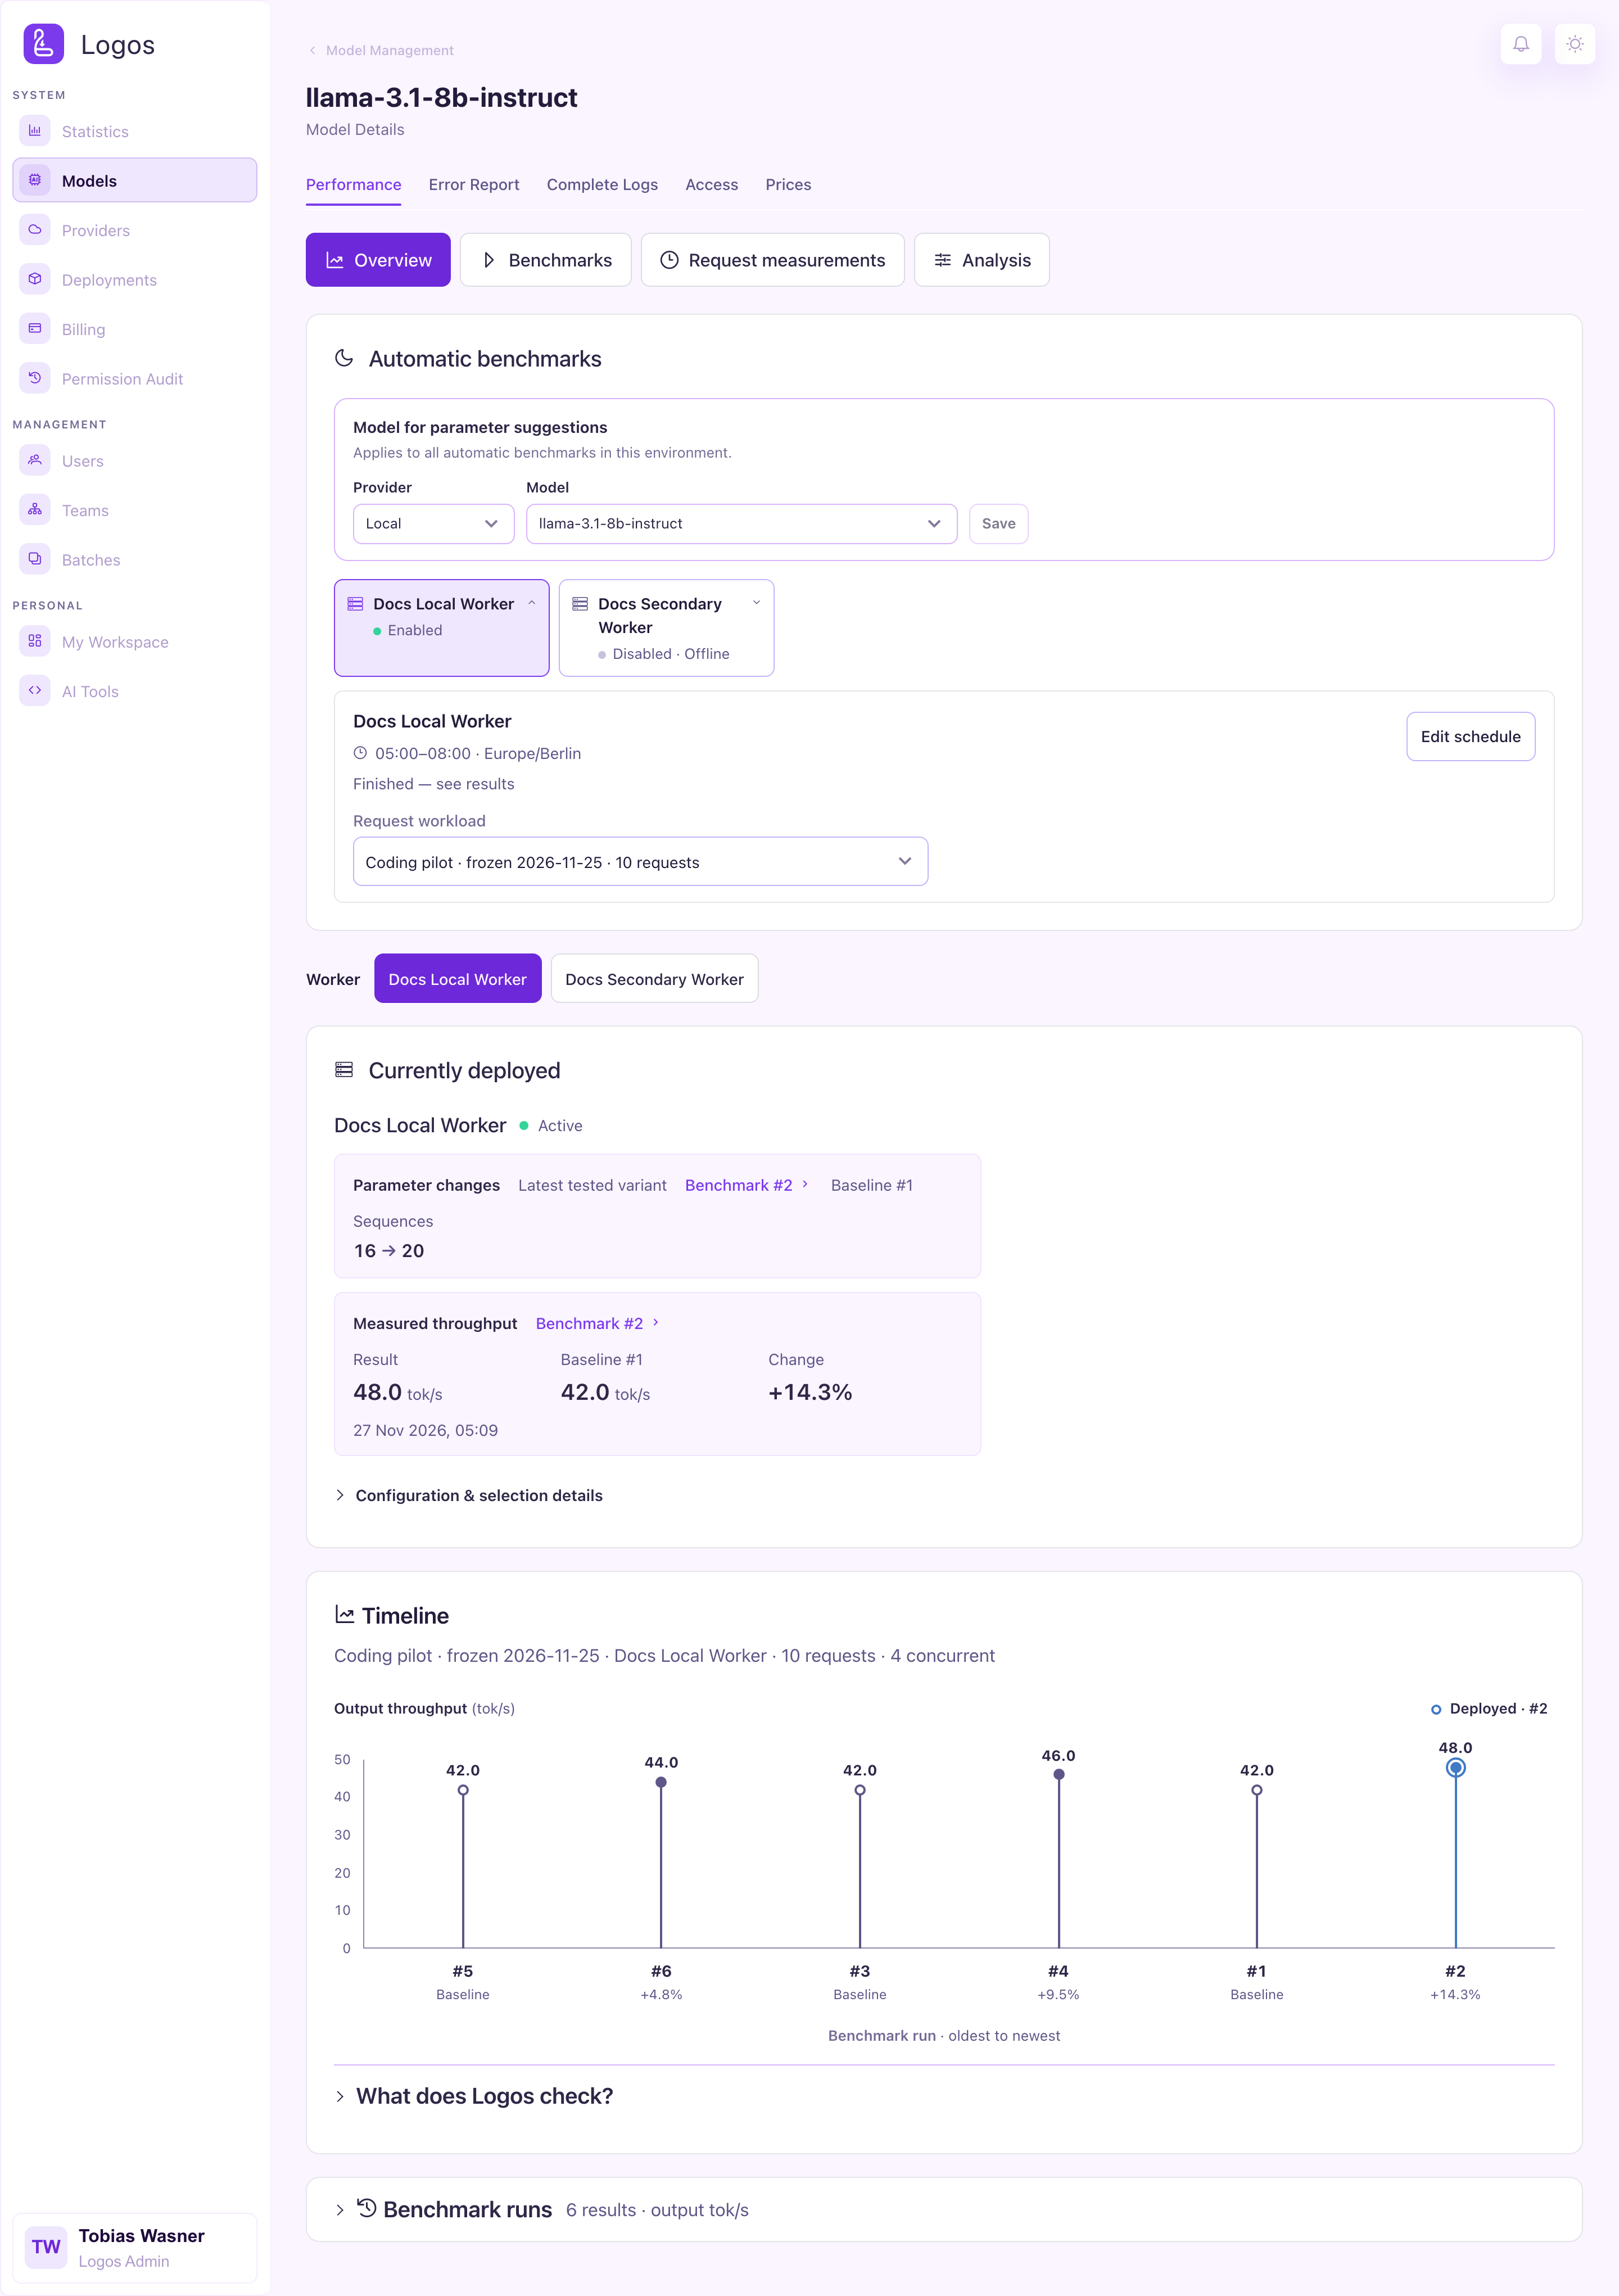 Logos
SYSTEM
Statistics
Models
Providers
Deployments
Billing
Permission Audit
MANAGEMENT
Users
Teams
Batches
PERSONAL
My Workspace
AI Tools
TW
Tobias Wasner
Logos Admin
Model Management
llama-3.1-8b-instruct
Model Details
Performance Error Report Complete Logs Access Prices
Overview Benchmarks Request measurements Analysis
Automatic benchmarks
Model for parameter suggestions
Applies to all automatic benchmarks in this environment.
Provider Model
Local llama-3.1-8b-instruct Save
Docs Local Worker
Enabled
Docs Secondary
Worker
Disabled · Offline
Docs Local Worker
Edit schedule
05:00–08:00 · Europe/Berlin
Finished — see results
Request workload
Coding pilot · frozen 2026-11-25 · 10 requests
Worker Docs Local Worker Docs Secondary Worker
Currently deployed
Docs Local Worker Active
Parameter changes Latest tested variant Benchmark #2 Baseline #1
Sequences
16 → 20
Measured throughput Benchmark #2
Result Baseline #1 Change
48.0 tok/s 42.0 tok/s +14.3%
27 Nov 2026, 05:09
Configuration & selection details
Timeline
Coding pilot · frozen 2026-11-25 · Docs Local Worker · 10 requests · 4 concurrent
Output throughput (tok/s) Deployed · #2
50
40
30
20
10
0
42.0 44.0 42.0 46.0 42.0 48.0
#5 #6 #3 #4 #1 #2
Baseline +4.8% Baseline +9.5% Baseline +14.3%
Benchmark run · oldest to newest
What does Logos check?
Benchmark runs 6 results · output tok/s